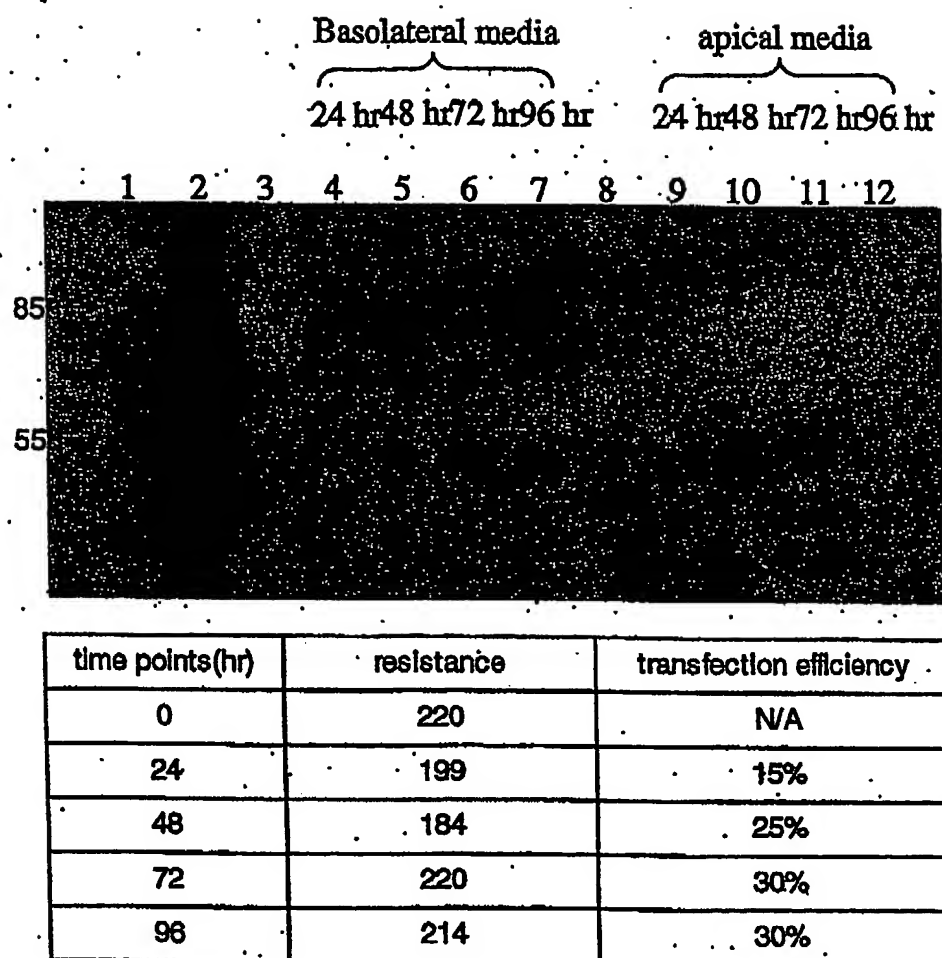 Basolateral media apical media
24 hr48 hr72 hr96 hr 24 hr48 hr72 hr96 hr
1 2 3 4 5 6 7 8 9 10 11 12
85
55
time points(hr) resistance transfection efficiency
0 220 N/A
24 199 15%
48 184 25%
72 220 30%
96 214 30%